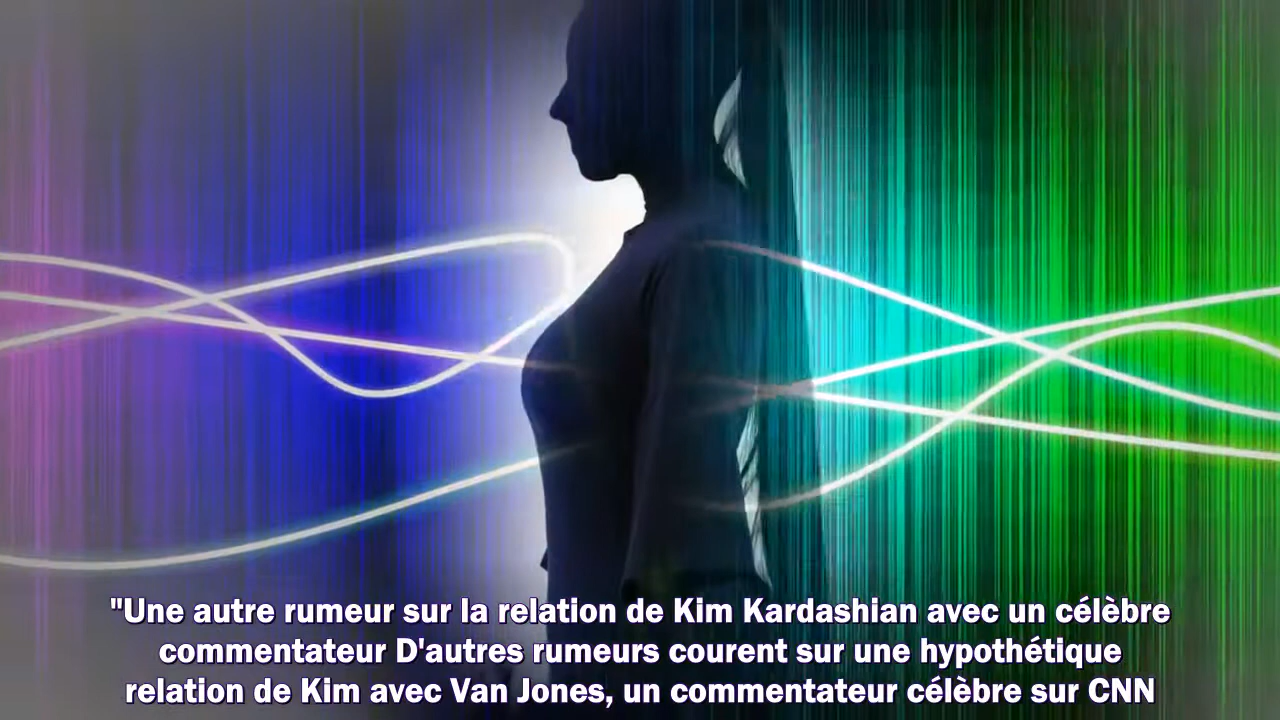 "Une autre rumeur sur la relation de Kim Kardashian avec un célèbre
commentateur D'autres rumeurs courent sur une hypothétique
relation de Kim avec Van Jones, un commentateur célèbre sur CNN